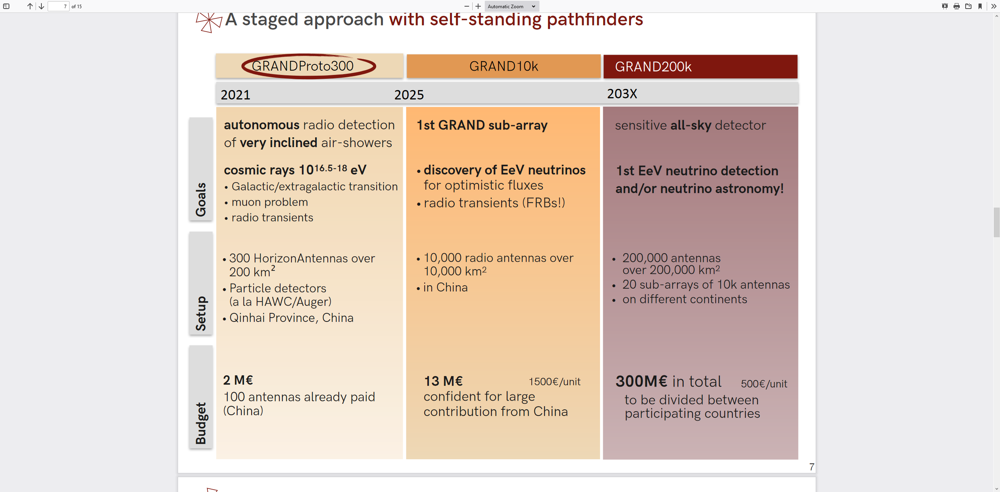 7 of 15
Automatic Zoom
A staged approach with self-standing pathfinders
GRANDProto300
GRAND10k
GRAND200k
2021
2025
203X
Goals
autonomous radio detection
of very inclined air-showers
cosmic rays 10^16.5-18 eV
• Galactic/extragalactic transition
• muon problem
• radio transients
1st GRAND sub-array
• discovery of EeV neutrinos
for optimistic fluxes
• radio transients (FRBs!)
sensitive all-sky detector
1st EeV neutrino detection
and/or neutrino astronomy!
Setup
• 300 HorizonAntennas over
200 km²
• Particle detectors
(a la HAWC/Auger)
• Qinhai Province, China
• 10,000 radio antennas over
10,000 km²
• in China
• 200,000 antennas
over 200,000 km²
• 20 sub-arrays of 10k antennas
• on different continents
Budget
2 M€
100 antennas already paid
(China)
13 M€ 1500€/unit
confident for large
contribution from China
300M€ in total 500€/unit
to be divided between
participating countries
7